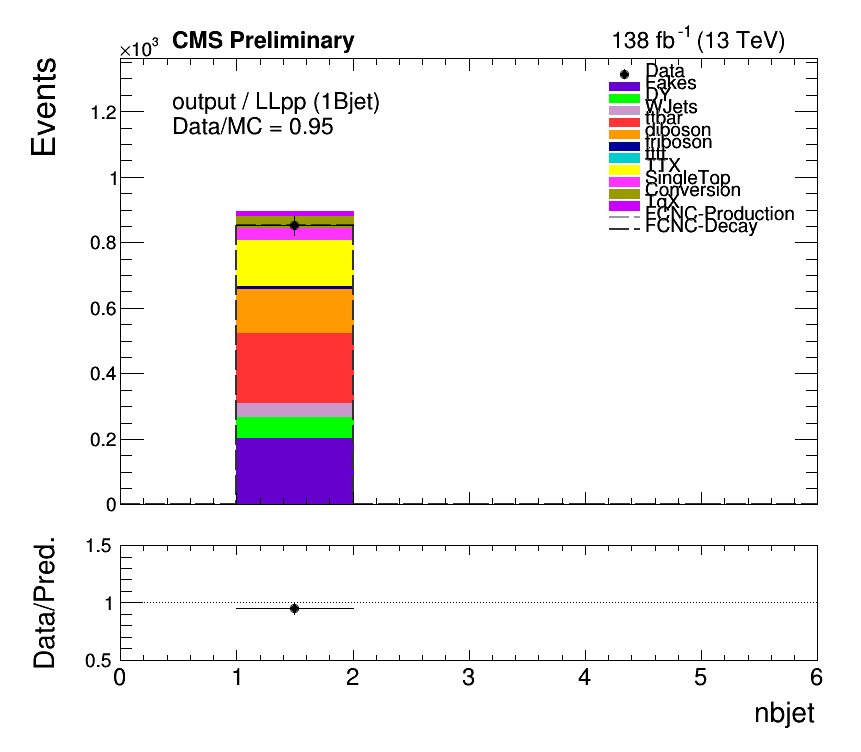 ×10³ CMS Preliminary 138 fb⁻¹ (13 TeV)
Events
output / LLpp (1Bjet)
Data/MC = 0.95
Data
Fakes
DY
WJets
ttbar
diboson
triboson
tttt
TTX
SingleTop
Conversion
TqX
FCNC-Production
FCNC-Decay
1.2
1
0.8
0.6
0.4
0.2
0
Data/Pred.
1.5
1
0.5
0 1 2 3 4 5 6
nbjet